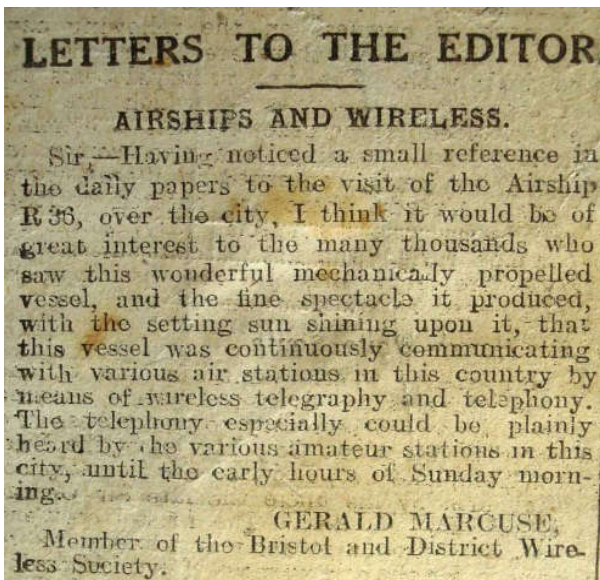 LETTERS TO THE EDITOR
AIRSHIPS AND WIRELESS.
Sir,—Having noticed a small reference in
the daily papers to the visit of the Airship
R 36, over the city, I think it would be of
great interest to the many thousands who
saw this wonderful mechanically propelled
vessel, and the fine spectacle it produced,
with the setting sun shining upon it, that
this vessel was continuously communicating
with various air stations in this country by
means of wireless telegraphy and telephony.
The telephony especially could be plainly
heard by the various amateur stations in this
city, until the early hours of Sunday morn-
ing.
GERALD MARCUSE,
Member of the Bristol and District Wire-
less Society.